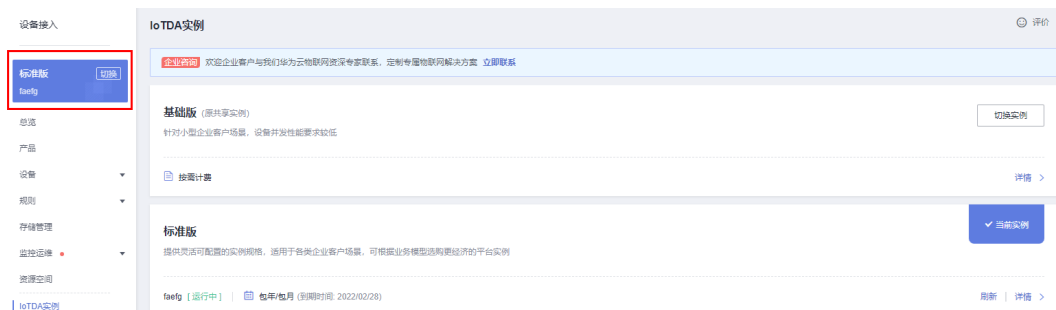 设备接入
标准版 切换
faefg
总览
产品
设备
规则
存储管理
监控运维
资源空间
IoTDA实例
IoTDA实例 评价
企业咨询 欢迎企业客户与我们华为云物联网资深专家联系，定制专属物联网解决方案 立即联系
基础版 (原共享实例) 切换实例
针对小型企业客户场景，设备并发性能要求较低
按需计费 详情
标准版 当前实例
提供灵活可配置的实例规格，适用于各类企业客户场景，可根据业务模型选购更经济的平台实例
faefg [ 运行中 ] | 包年/包月 (到期时间: 2022/02/28) 刷新 | 详情